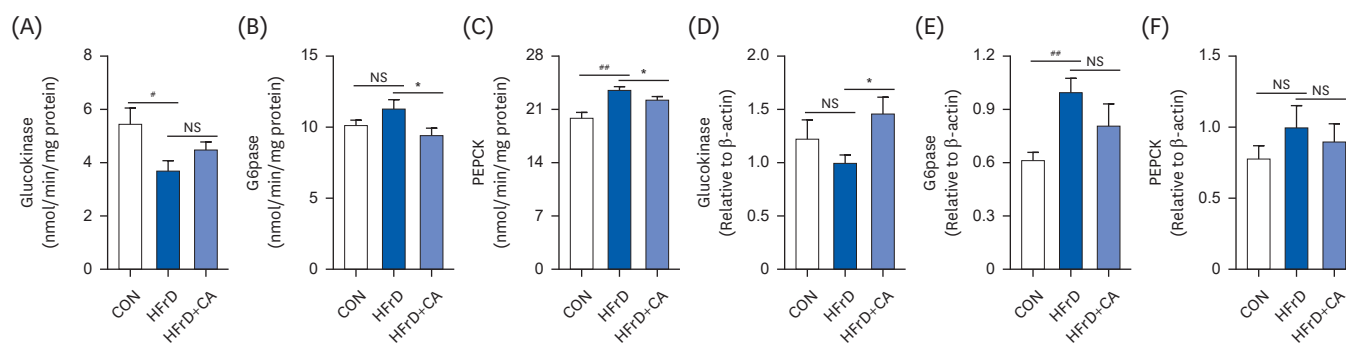 (A)
Glucokinase
(nmol/min/mg protein)
8
6
4
2
0
#
NS
CON
HFrD
HFrD+CA
(B)
G6pase
(nmol/min/mg protein)
15
10
5
0
NS
*
CON
HFrD
HFrD+CA
(C)
PEPCK
(nmol/min/mg protein)
28
21
14
7
0
##
*
CON
HFrD
HFrD+CA
(D)
Glucokinase
(Relative to β-actin)
2.0
1.5
1.0
0.5
0
NS
*
CON
HFrD
HFrD+CA
(E)
G6pase
(Relative to β-actin)
1.2
0.9
0.6
0.3
0
##
NS
CON
HFrD
HFrD+CA
(F)
PEPCK
(Relative to β-actin)
1.5
1.0
0.5
0
NS
NS
CON
HFrD
HFrD+CA